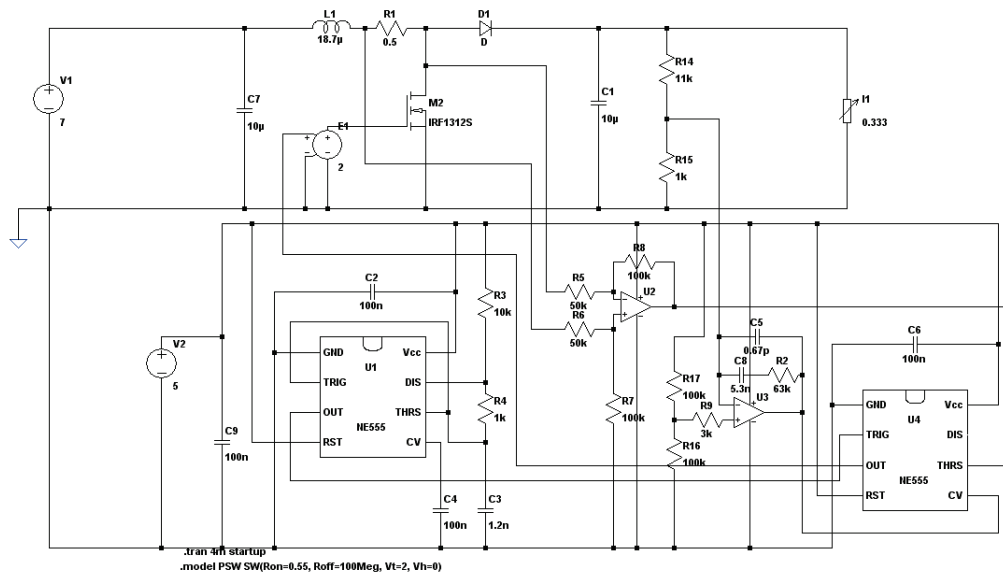 L1
18.7µ
R1
0.5
D1
D
V1
7
C7
10µ
M2
IRF1312S
E1
2
C1
10µ
R14
11k
R15
1k
I1
0.333
C2
100n
R3
10k
R5
50k
R6
50k
R8
100k
U2
V2
5
GND
TRIG
OUT
RST
U1
NE555
Vcc
DIS
THRS
CV
R4
1k
R7
100k
R17
100k
R9
3k
R16
100k
C5
0.67p
C8
5.3n
R2
63k
U3
C6
100n
GND
TRIG
OUT
RST
U4
NE555
Vcc
DIS
THRS
CV
C9
100n
C4
100n
C3
1.2n
.tran 4m startup
.model PSW SW(Ron=0.55, Roff=100Meg, Vt=2, Vh=0)